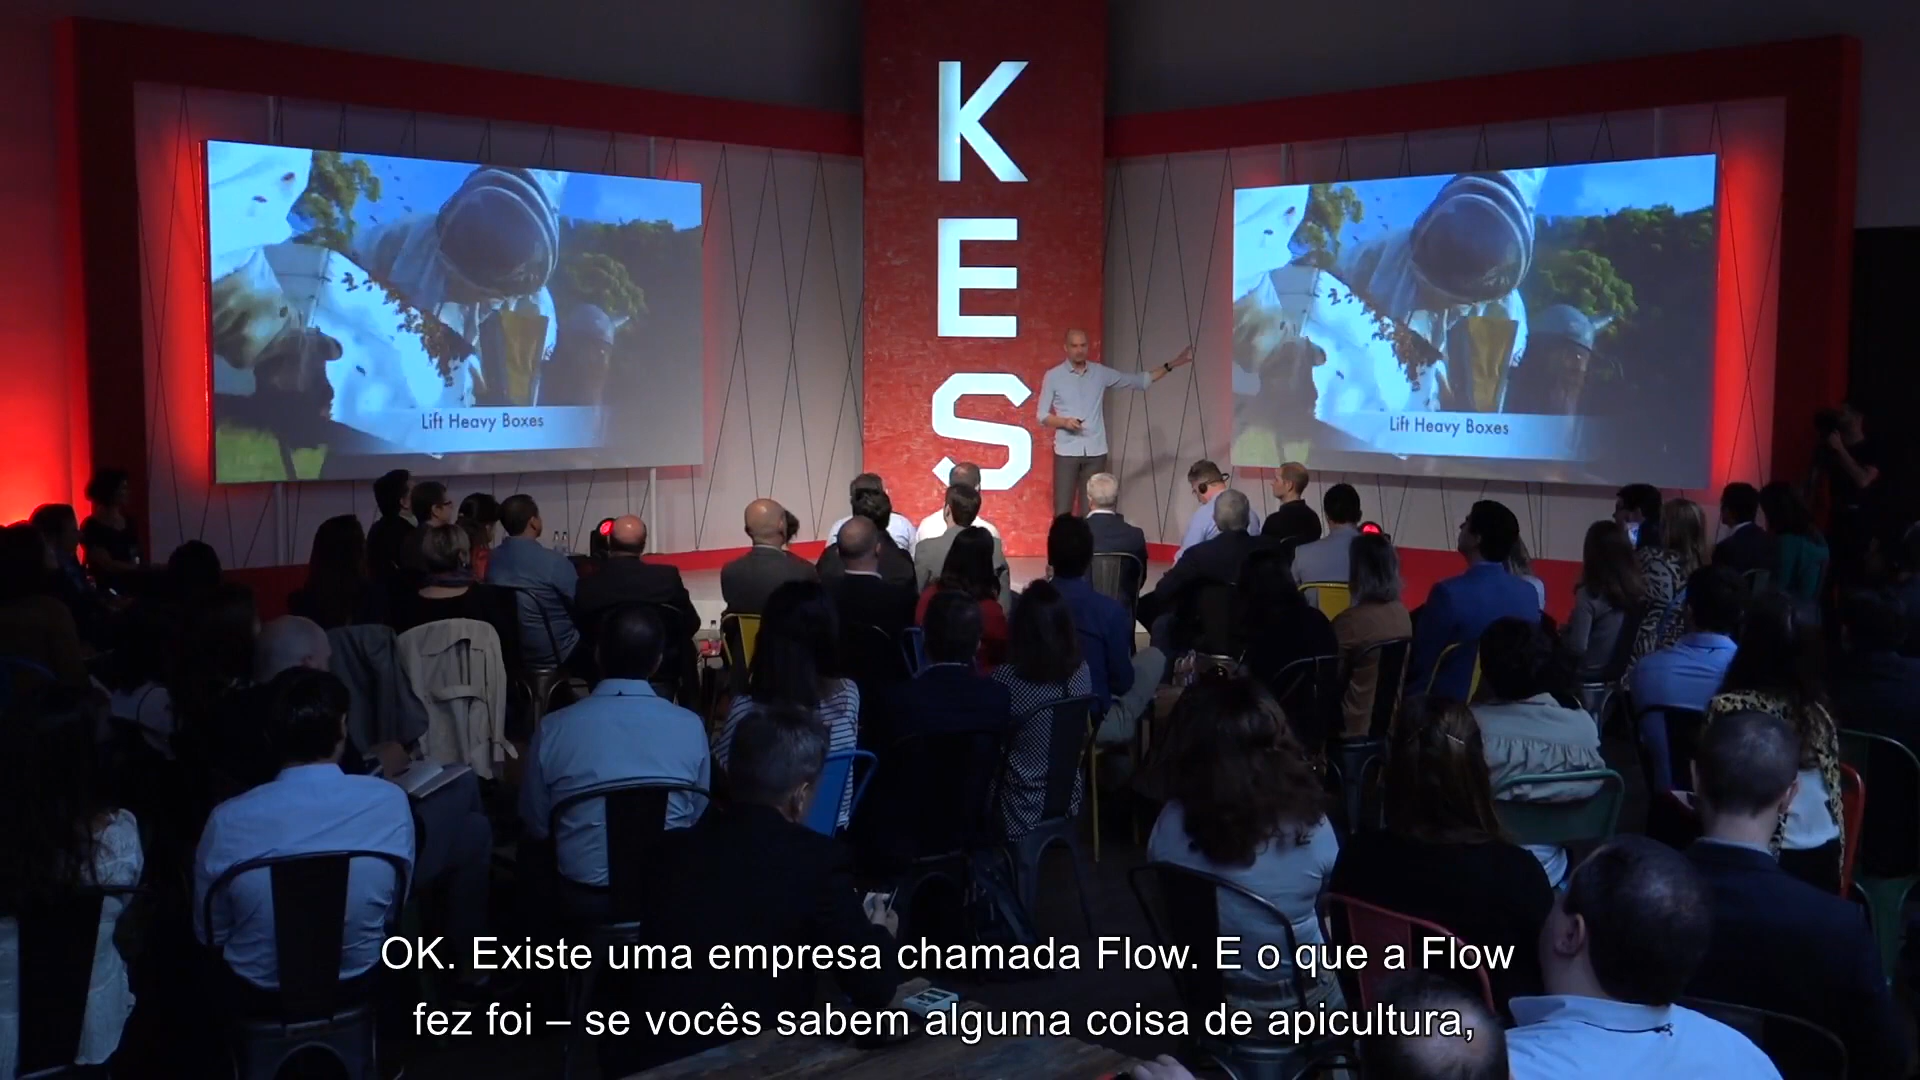 K
E
S
Lift Heavy Boxes
Lift Heavy Boxes
OK. Existe uma empresa chamada Flow. E o que a Flow
fez foi – se vocês sabem alguma coisa de apicultura,